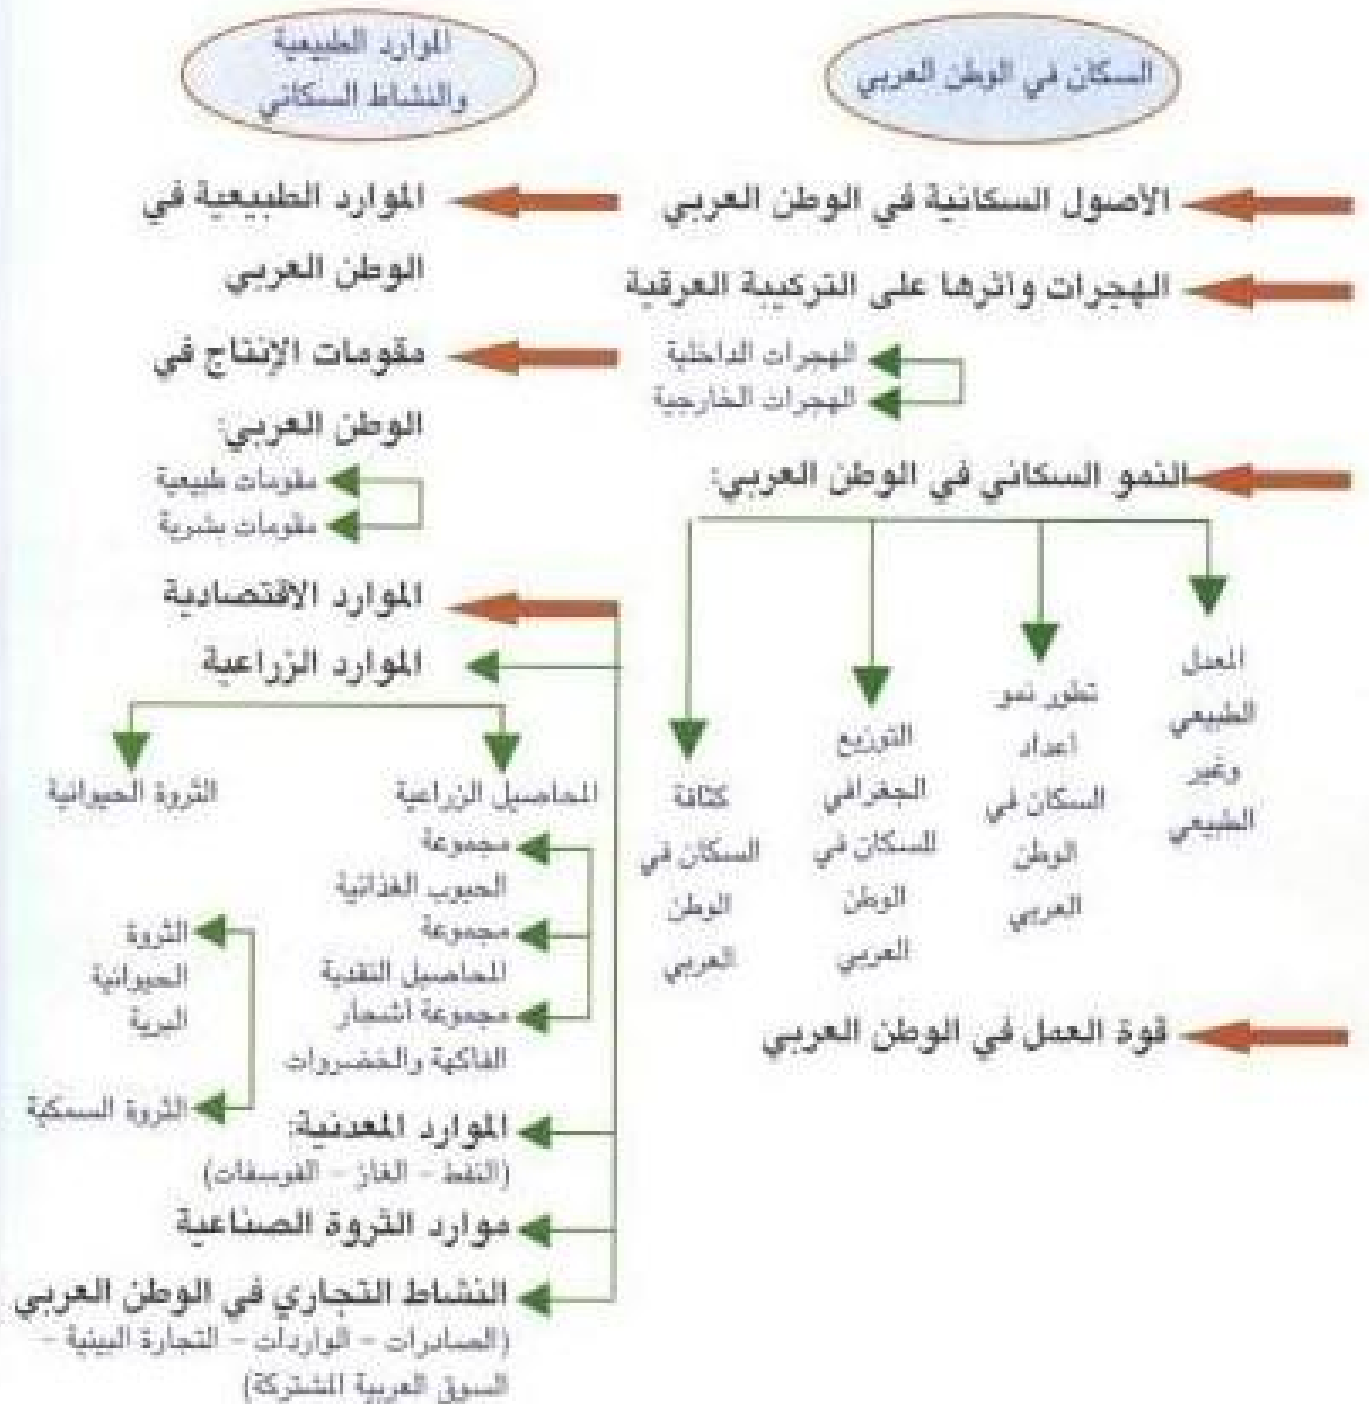 السكان في الوطن العربي
الأصول السكانية في الوطن العربي
الهجرات واثرها على التركيبة العرقية
الهجرات الداخلية
الهجرات الخارجية
النمو السكاني في الوطن العربي:
المعدل
الطبيعي
وغير
الطبيعي
تطور نمو
أعداد
السكان في
الوطن
العربي
التوزيع
الجغرافي
للسكان في
الوطن
العربي
كثافة
السكان في
الوطن
العربي
قوة العمل في الوطن العربي
الموارد الطبيعية
والنشاط السكاني
الموارد الطبيعية في
الوطن العربي
مقومات الإنتاج في
الوطن العربي:
مقومات طبيعية
مقومات بشرية
الموارد الاقتصادية
الموارد الزراعية
المحاصيل الزراعية
مجموعة
الحبوب الغذائية
مجموعة
المحاصيل النقدية
مجموعة أشجار
الفاكهة والخضروات
الثروة الحيوانية
الثروة
الحيوانية
البرية
الثروة السمكية
الموارد المعدنية:
(النفط - الغاز - الفوسفات)
موارد الثروة الصناعية
النشاط التجاري في الوطن العربي
(الصادرات - الواردات - التجارة البينية -
السوق العربية المشتركة)